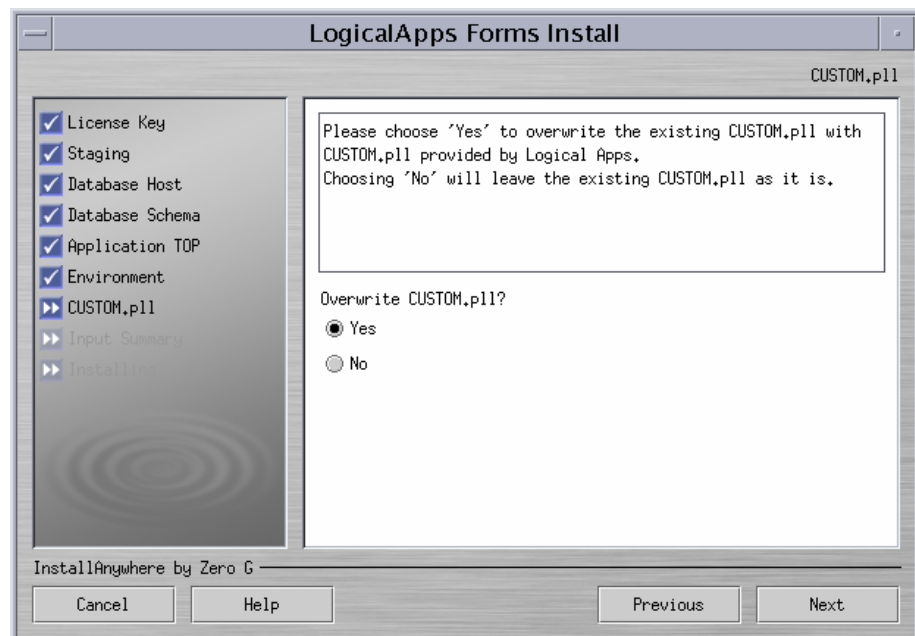 LogicalApps Forms Install
CUSTOM.pll
License Key
Staging
Database Host
Database Schema
Application TOP
Environment
CUSTOM.pll
Input Summary
Installing
Please choose 'Yes' to overwrite the existing CUSTOM.pll with
CUSTOM.pll provided by Logical Apps.
Choosing 'No' will leave the existing CUSTOM.pll as it is.
Overwrite CUSTOM.pll?
Yes
No
InstallAnywhere by Zero G
Cancel
Help
Previous
Next